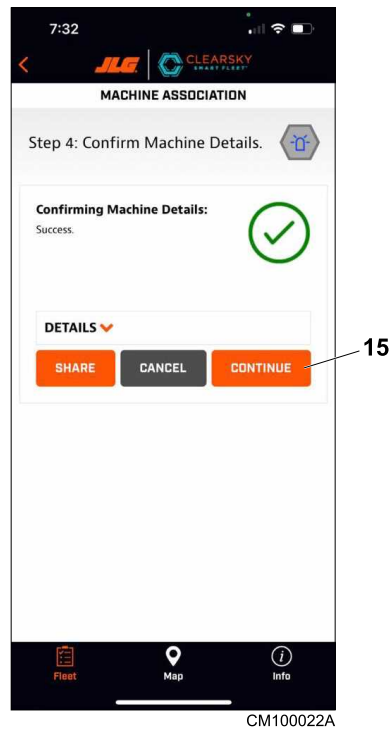 7:32
JLG CLEARSKY
SMART FLEET
MACHINE ASSOCIATION
Step 4: Confirm Machine Details.
Confirming Machine Details:
Success.
DETAILS
SHARE CANCEL CONTINUE
15
Fleet Map Info
CM100022A